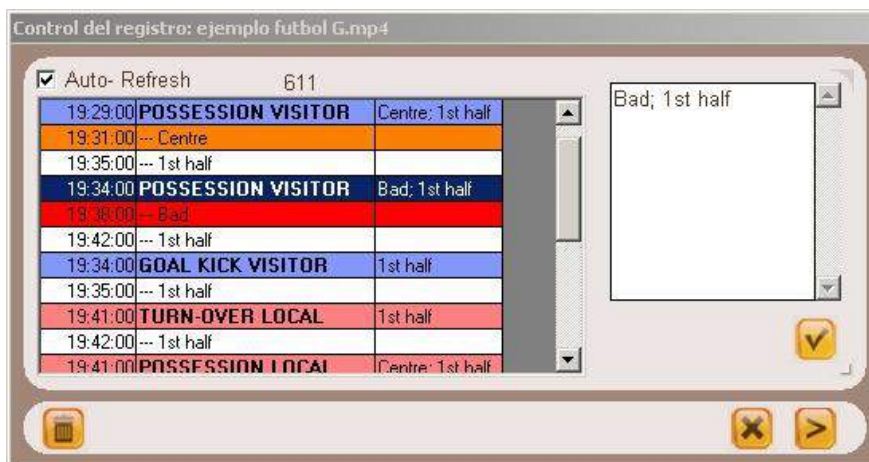 Control del registro: ejemplo futbol G.mp4
Auto- Refresh 611
19:29:00 POSSESSION VISITOR Centre; 1st half
19:31:00 --- Centre
19:35:00 --- 1st half
19:34:00 POSSESSION VISITOR Bad; 1st half
19:38:00 --- Bad
19:42:00 --- 1st half
19:34:00 GOAL KICK VISITOR 1st half
19:35:00 --- 1st half
19:41:00 TURN-OVER LOCAL 1st half
19:42:00 --- 1st half
19:41:00 POSSESSION LOCAL Centre; 1st half
Bad; 1st half